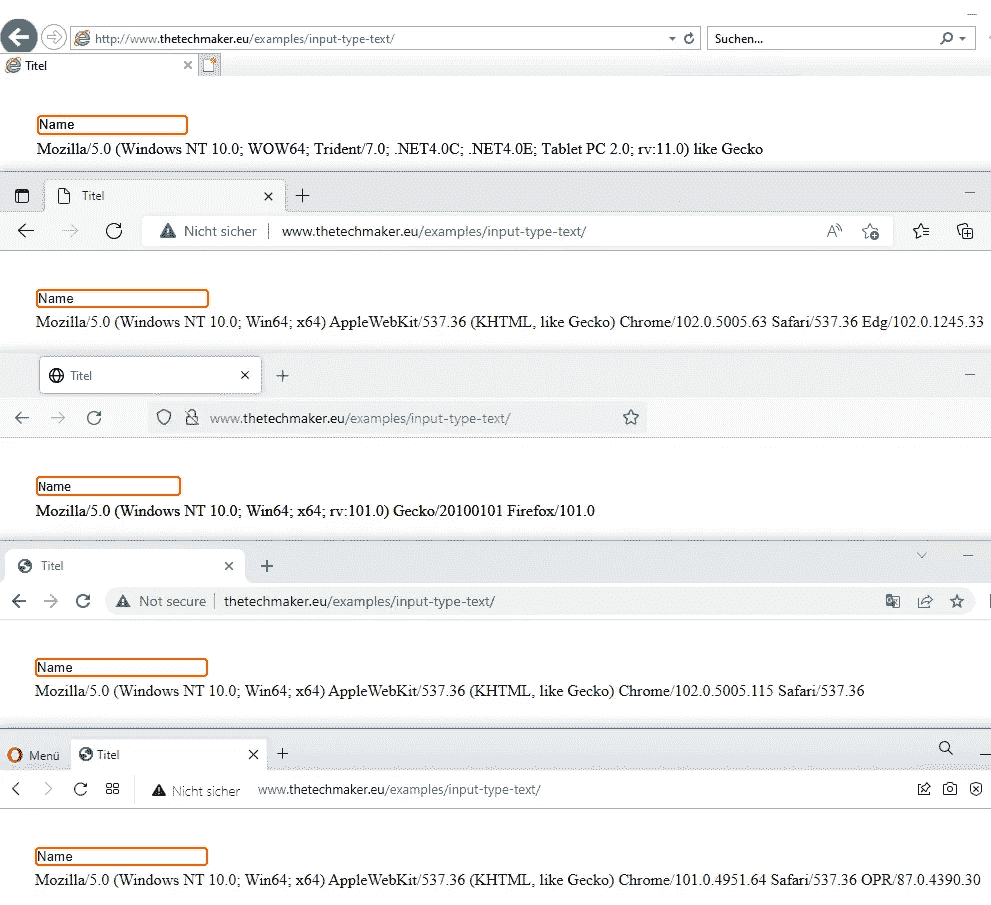 http://www.thetechmaker.eu/examples/input-type-text/ Suchen...
Titel
Name
Mozilla/5.0 (Windows NT 10.0; WOW64; Trident/7.0; .NET4.0C; .NET4.0E; Tablet PC 2.0; rv:11.0) like Gecko
Titel
Nicht sicher www.thetechmaker.eu/examples/input-type-text/
Name
Mozilla/5.0 (Windows NT 10.0; Win64; x64) AppleWebKit/537.36 (KHTML, like Gecko) Chrome/102.0.5005.63 Safari/537.36 Edg/102.0.1245.33
Titel
www.thetechmaker.eu/examples/input-type-text/
Name
Mozilla/5.0 (Windows NT 10.0; Win64; x64; rv:101.0) Gecko/20100101 Firefox/101.0
Titel
Not secure thetechmaker.eu/examples/input-type-text/
Name
Mozilla/5.0 (Windows NT 10.0; Win64; x64) AppleWebKit/537.36 (KHTML, like Gecko) Chrome/102.0.5005.115 Safari/537.36
Menü Titel
Nicht sicher www.thetechmaker.eu/examples/input-type-text/
Name
Mozilla/5.0 (Windows NT 10.0; Win64; x64) AppleWebKit/537.36 (KHTML, like Gecko) Chrome/101.0.4951.64 Safari/537.36 OPR/87.0.4390.30